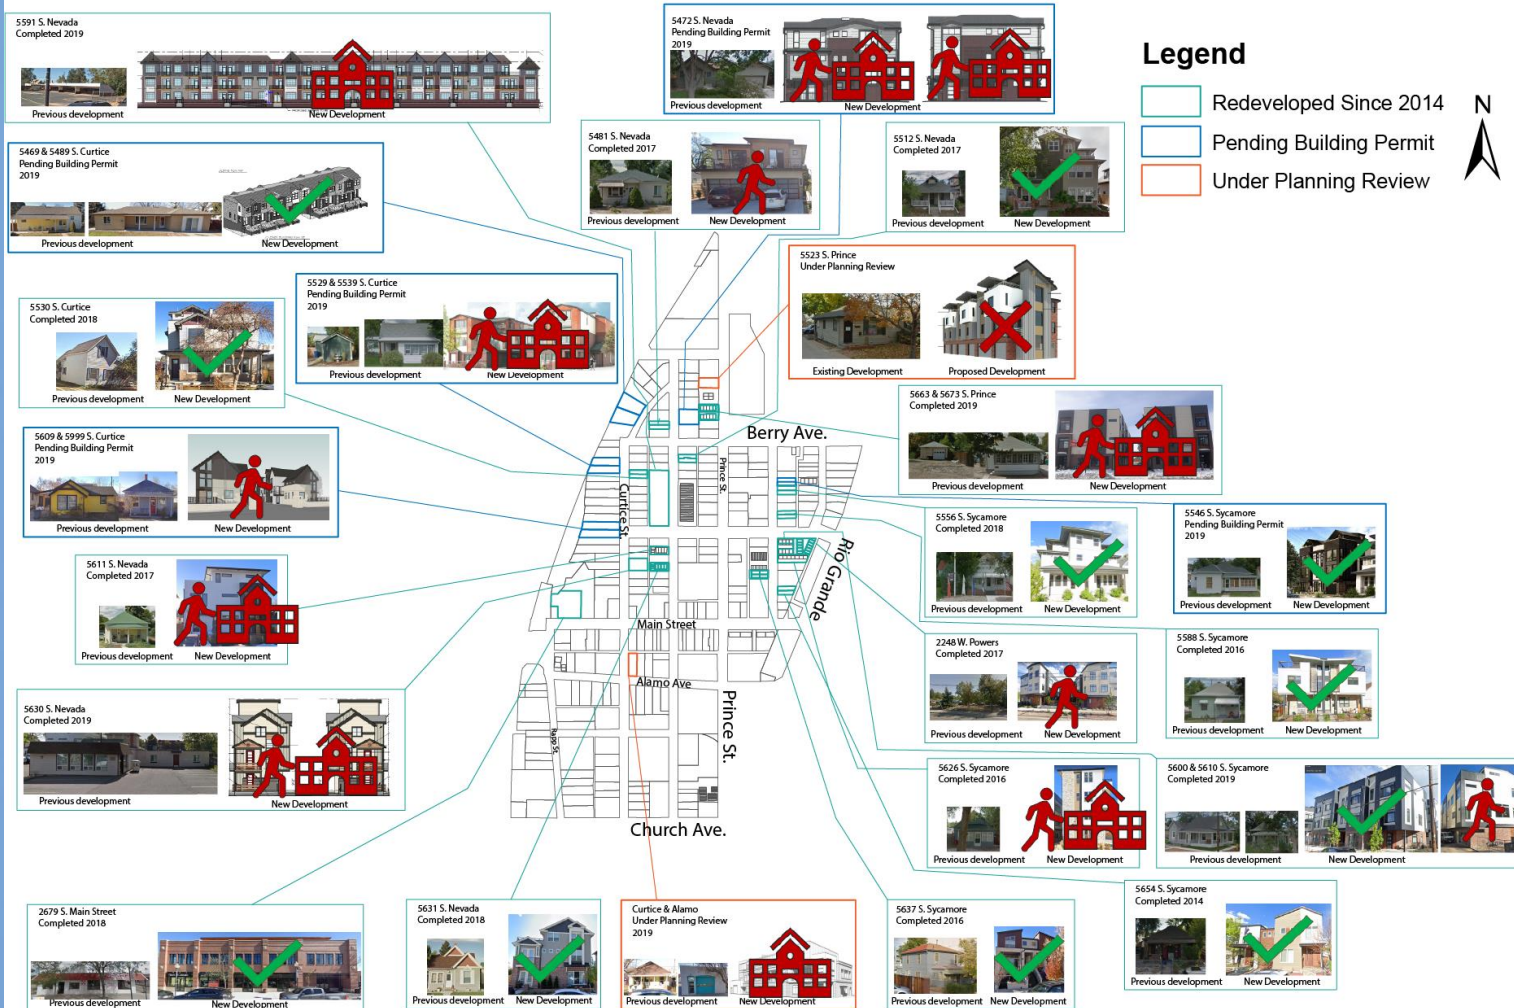 5591 S. Nevada
Completed 2019
Previous development
New Development
5472 S. Nevada
Pending Building Permit
2019
Previous development
New Development
Legend
Redeveloped Since 2014
Pending Building Permit
Under Planning Review
N
5469 & 5489 S. Curtice
Pending Building Permit
2019
Previous development
New Development
5481 S. Nevada
Completed 2017
Previous development
New Development
5512 S. Nevada
Completed 2017
Previous development
New Development
5523 S. Prince
Under Planning Review
Existing Development
Proposed Development
5529 & 5539 S. Curtice
Pending Building Permit
2019
Previous development
New Development
5530 S. Curtice
Completed 2018
Previous development
New Development
5663 & 5673 S. Prince
Completed 2019
Previous development
New Development
5609 & 5999 S. Curtice
Pending Building Permit
2019
Previous development
New Development
Berry Ave.
Prince St.
Curtice St.
Rio Grande
Main Street
Alamo Ave
Prince St.
Rapp St.
Church Ave.
5556 S. Sycamore
Completed 2018
Previous development
New Development
5546 S. Sycamore
Pending Building Permit
2019
Previous development
New Development
5611 S. Nevada
Completed 2017
Previous development
New Development
2248 W. Powers
Completed 2017
Previous development
New Development
5588 S. Sycamore
Completed 2016
Previous development
New Development
5630 S. Nevada
Completed 2019
Previous development
New Development
5626 S. Sycamore
Completed 2016
Previous development
New Development
5600 & 5610 S. Sycamore
Completed 2019
Previous development
New Development
2679 S. Main Street
Completed 2018
Previous development
New Development
5631 S. Nevada
Completed 2018
Previous development
New Development
Curtice & Alamo
Under Planning Review
2019
Previous development
New Development
5637 S. Sycamore
Completed 2016
Previous development
New Development
5654 S. Sycamore
Completed 2014
Previous development
New Development